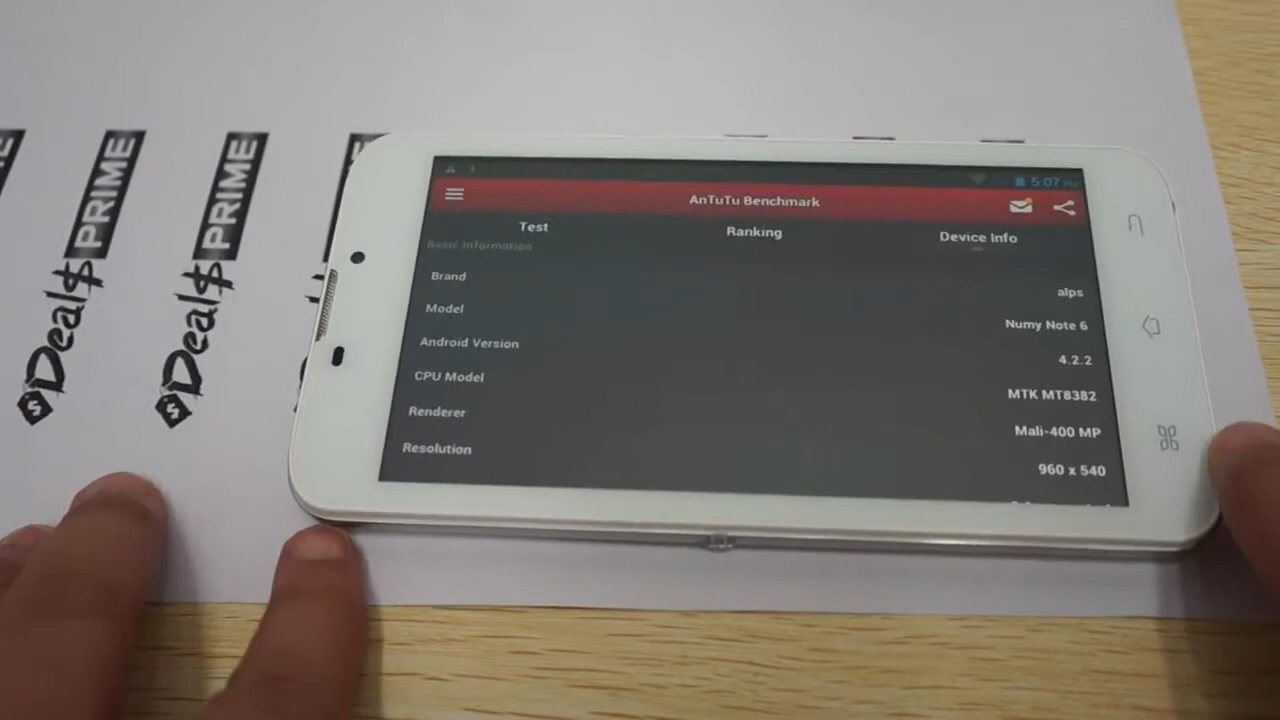 Deal$PRIME
Deal$PRIME
5:07
AnTuTu Benchmark
Test
Ranking
Device Info
Basic Information
Brand
alps
Model
Numy Note 6
Android Version
4.2.2
CPU Model
MTK MT8382
Renderer
Mali-400 MP
Resolution
960 x 540